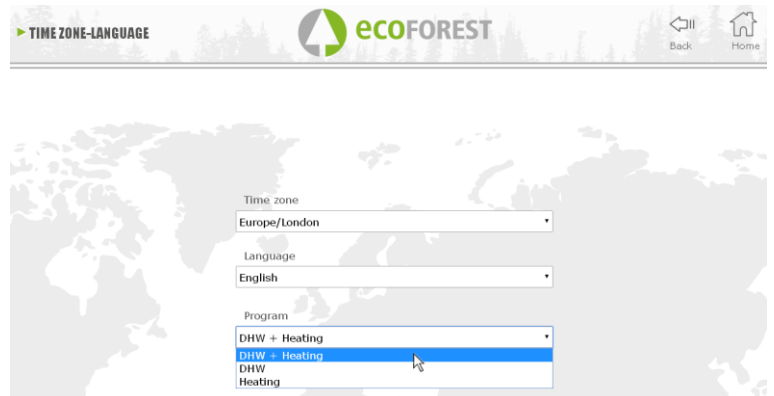 TIME ZONE-LANGUAGE
ecoFOREST
Back
Home
Time zone
Europe/London
Language
English
Program
DHW + Heating
DHW + Heating
DHW
Heating